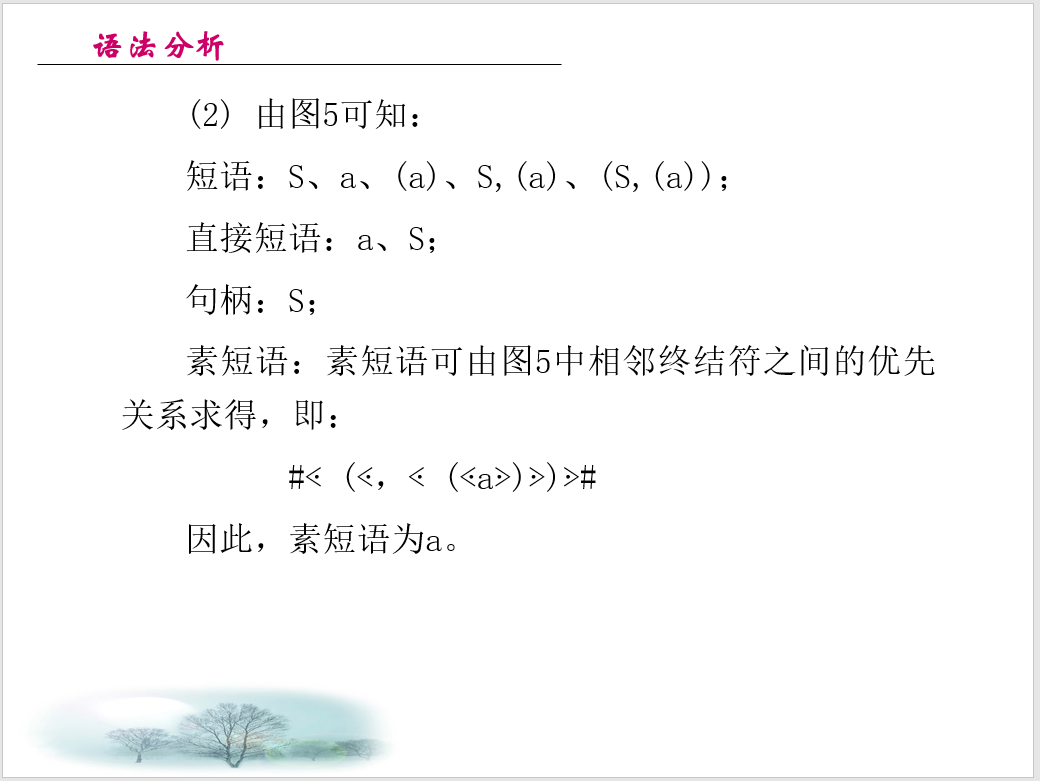 语法分析
(2) 由图5可知：
短语：S、a、(a)、S,(a)、(S,(a))；
直接短语：a、S；
句柄：S；
素短语：素短语可由图5中相邻终结符之间的优先
关系求得，即：
#⋖ (⋖，⋖ (⋖a⋗)⋗)⋗#
因此，素短语为a。